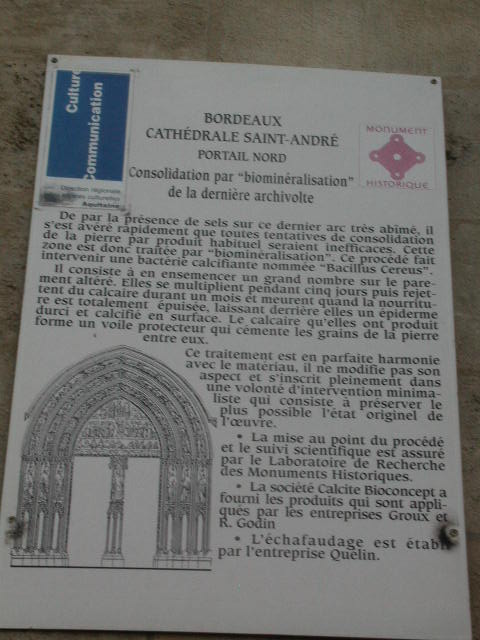 Culture
Communication
Direction régionale
des affaires culturelles
Aquitaine
BORDEAUX
CATHÉDRALE SAINT-ANDRÉ
PORTAIL NORD
Consolidation par "biominéralisation"
de la dernière archivolte
MONUMENT
HISTORIQUE
De par la présence de sels sur ce dernier arc très abimé, il
s'est avéré rapidement que toutes tentatives de consolidation
de la pierre par produit habituel seraient inefficaces. Cette
zone est donc traitée par "biominéralisation". Ce procédé fait
intervenir une bactérie calcifiante nommée "Bacillus Cereus".
Il consiste à en ensemencer un grand nombre sur le pare-
ment altéré. Elles se multiplient pendant cinq jours puis rejet-
tent du calcaire durant un mois et meurent quand la nourritu-
re est totalement épuisée, laissant derrière elles un épiderme
durci et calcifié en surface. Le calcaire qu'elles ont produit
forme un voile protecteur qui cémente les grains de la pierre
entre eux.
Ce traitement est en parfaite harmonie
avec le matériau, il ne modifie pas son
aspect et s'inscrit pleinement dans
une volonté d'intervention minima-
liste qui consiste à préserver le
plus possible l'état originel de
l'œuvre.
• La mise au point du procédé
et le suivi scientifique est assuré
par le Laboratoire de Recherche
des Monuments Historiques.
• La société Calcite Bioconcept a
fourni les produits qui sont appli-
qués par les entreprises Groux et
R. Godin
• L'échafaudage est établi
par l'entreprise Quélin.